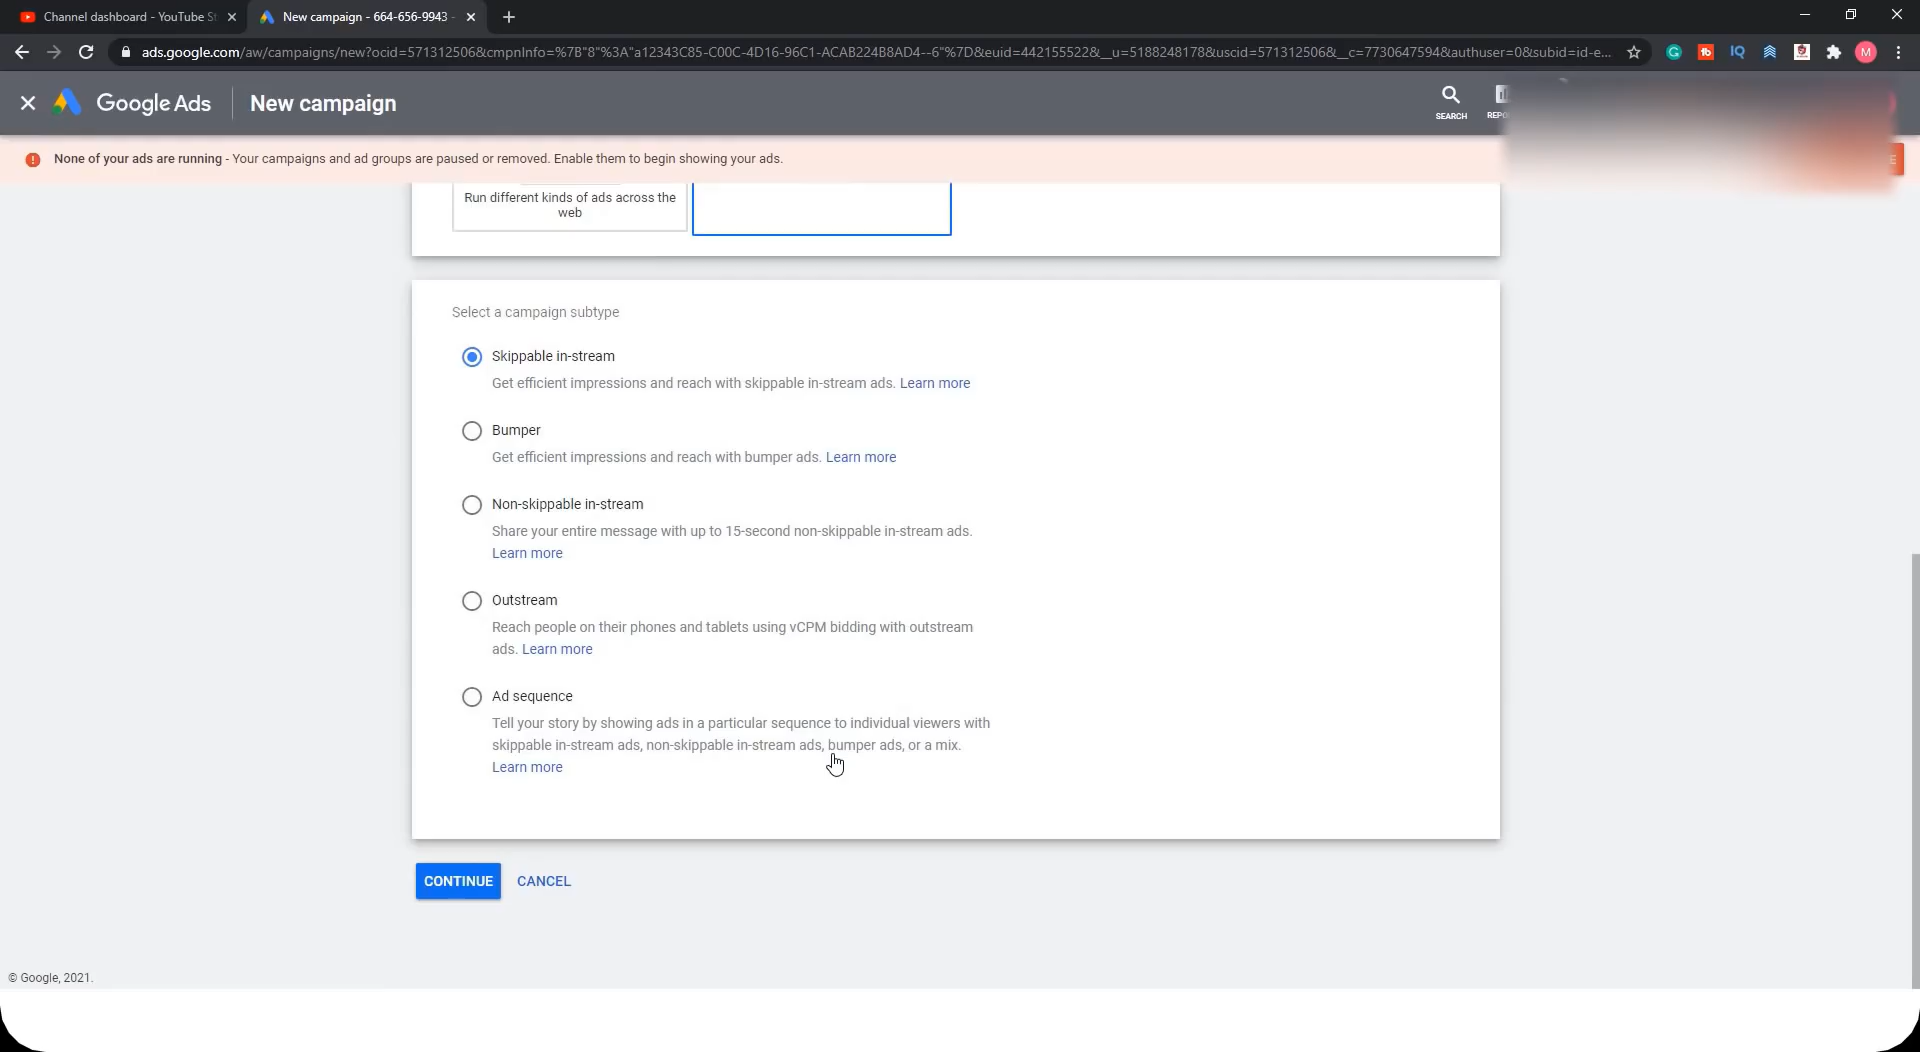 Channel dashboard - YouTube St
New campaign - 664-656-9943 -
ads.google.com/aw/campaigns/new?ocid=571312506&cmpnInfo=%7B"8"%3A"a12343C85-C00C-4D16-96C1-ACAB224B8AD4--6"%7D&euid=442155522&__u=5188248178&uscid=571312506&__c=7730647594&authuser=0&subid=id-e...
Google Ads
New campaign
SEARCH
REPO
None of your ads are running - Your campaigns and ad groups are paused or removed. Enable them to begin showing your ads.
Run different kinds of ads across the
web
Select a campaign subtype
Skippable in-stream
Get efficient impressions and reach with skippable in-stream ads. Learn more
Bumper
Get efficient impressions and reach with bumper ads. Learn more
Non-skippable in-stream
Share your entire message with up to 15-second non-skippable in-stream ads.
Learn more
Outstream
Reach people on their phones and tablets using vCPM bidding with outstream
ads. Learn more
Ad sequence
Tell your story by showing ads in a particular sequence to individual viewers with
skippable in-stream ads, non-skippable in-stream ads, bumper ads, or a mix.
Learn more
CONTINUE
CANCEL
© Google, 2021.